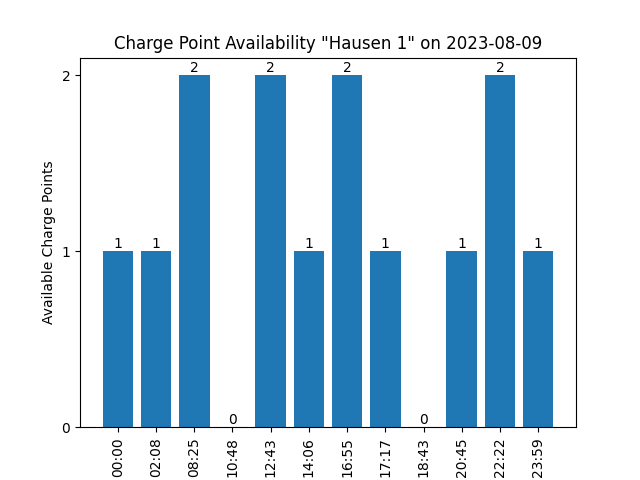 Charge Point Availability "Hausen 1" on 2023-08-09
Available Charge Points
2
1
0
1 1 2 0 2 1 2 1 0 1 2 1
00:00 02:08 08:25 10:48 12:43 14:06 16:55 17:17 18:43 20:45 22:22 23:59